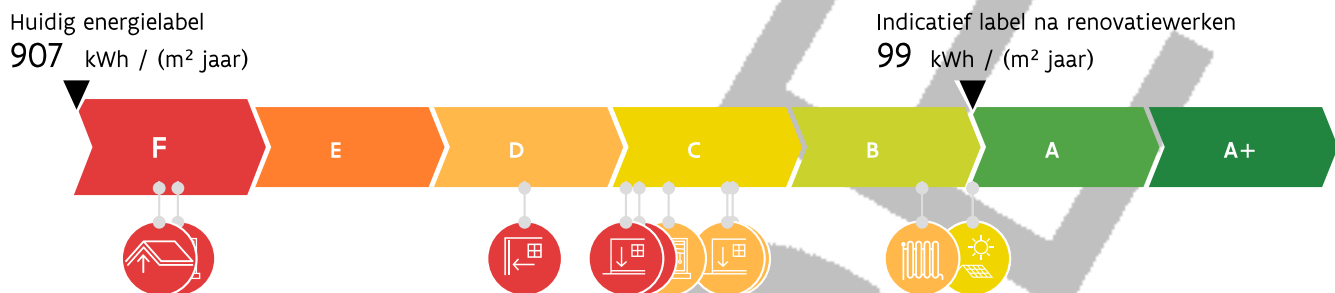 Huidig energielabel
907 kWh / (m² jaar)
Indicatief label na renovatiewerken
99 kWh / (m² jaar)
F E D C B A A+